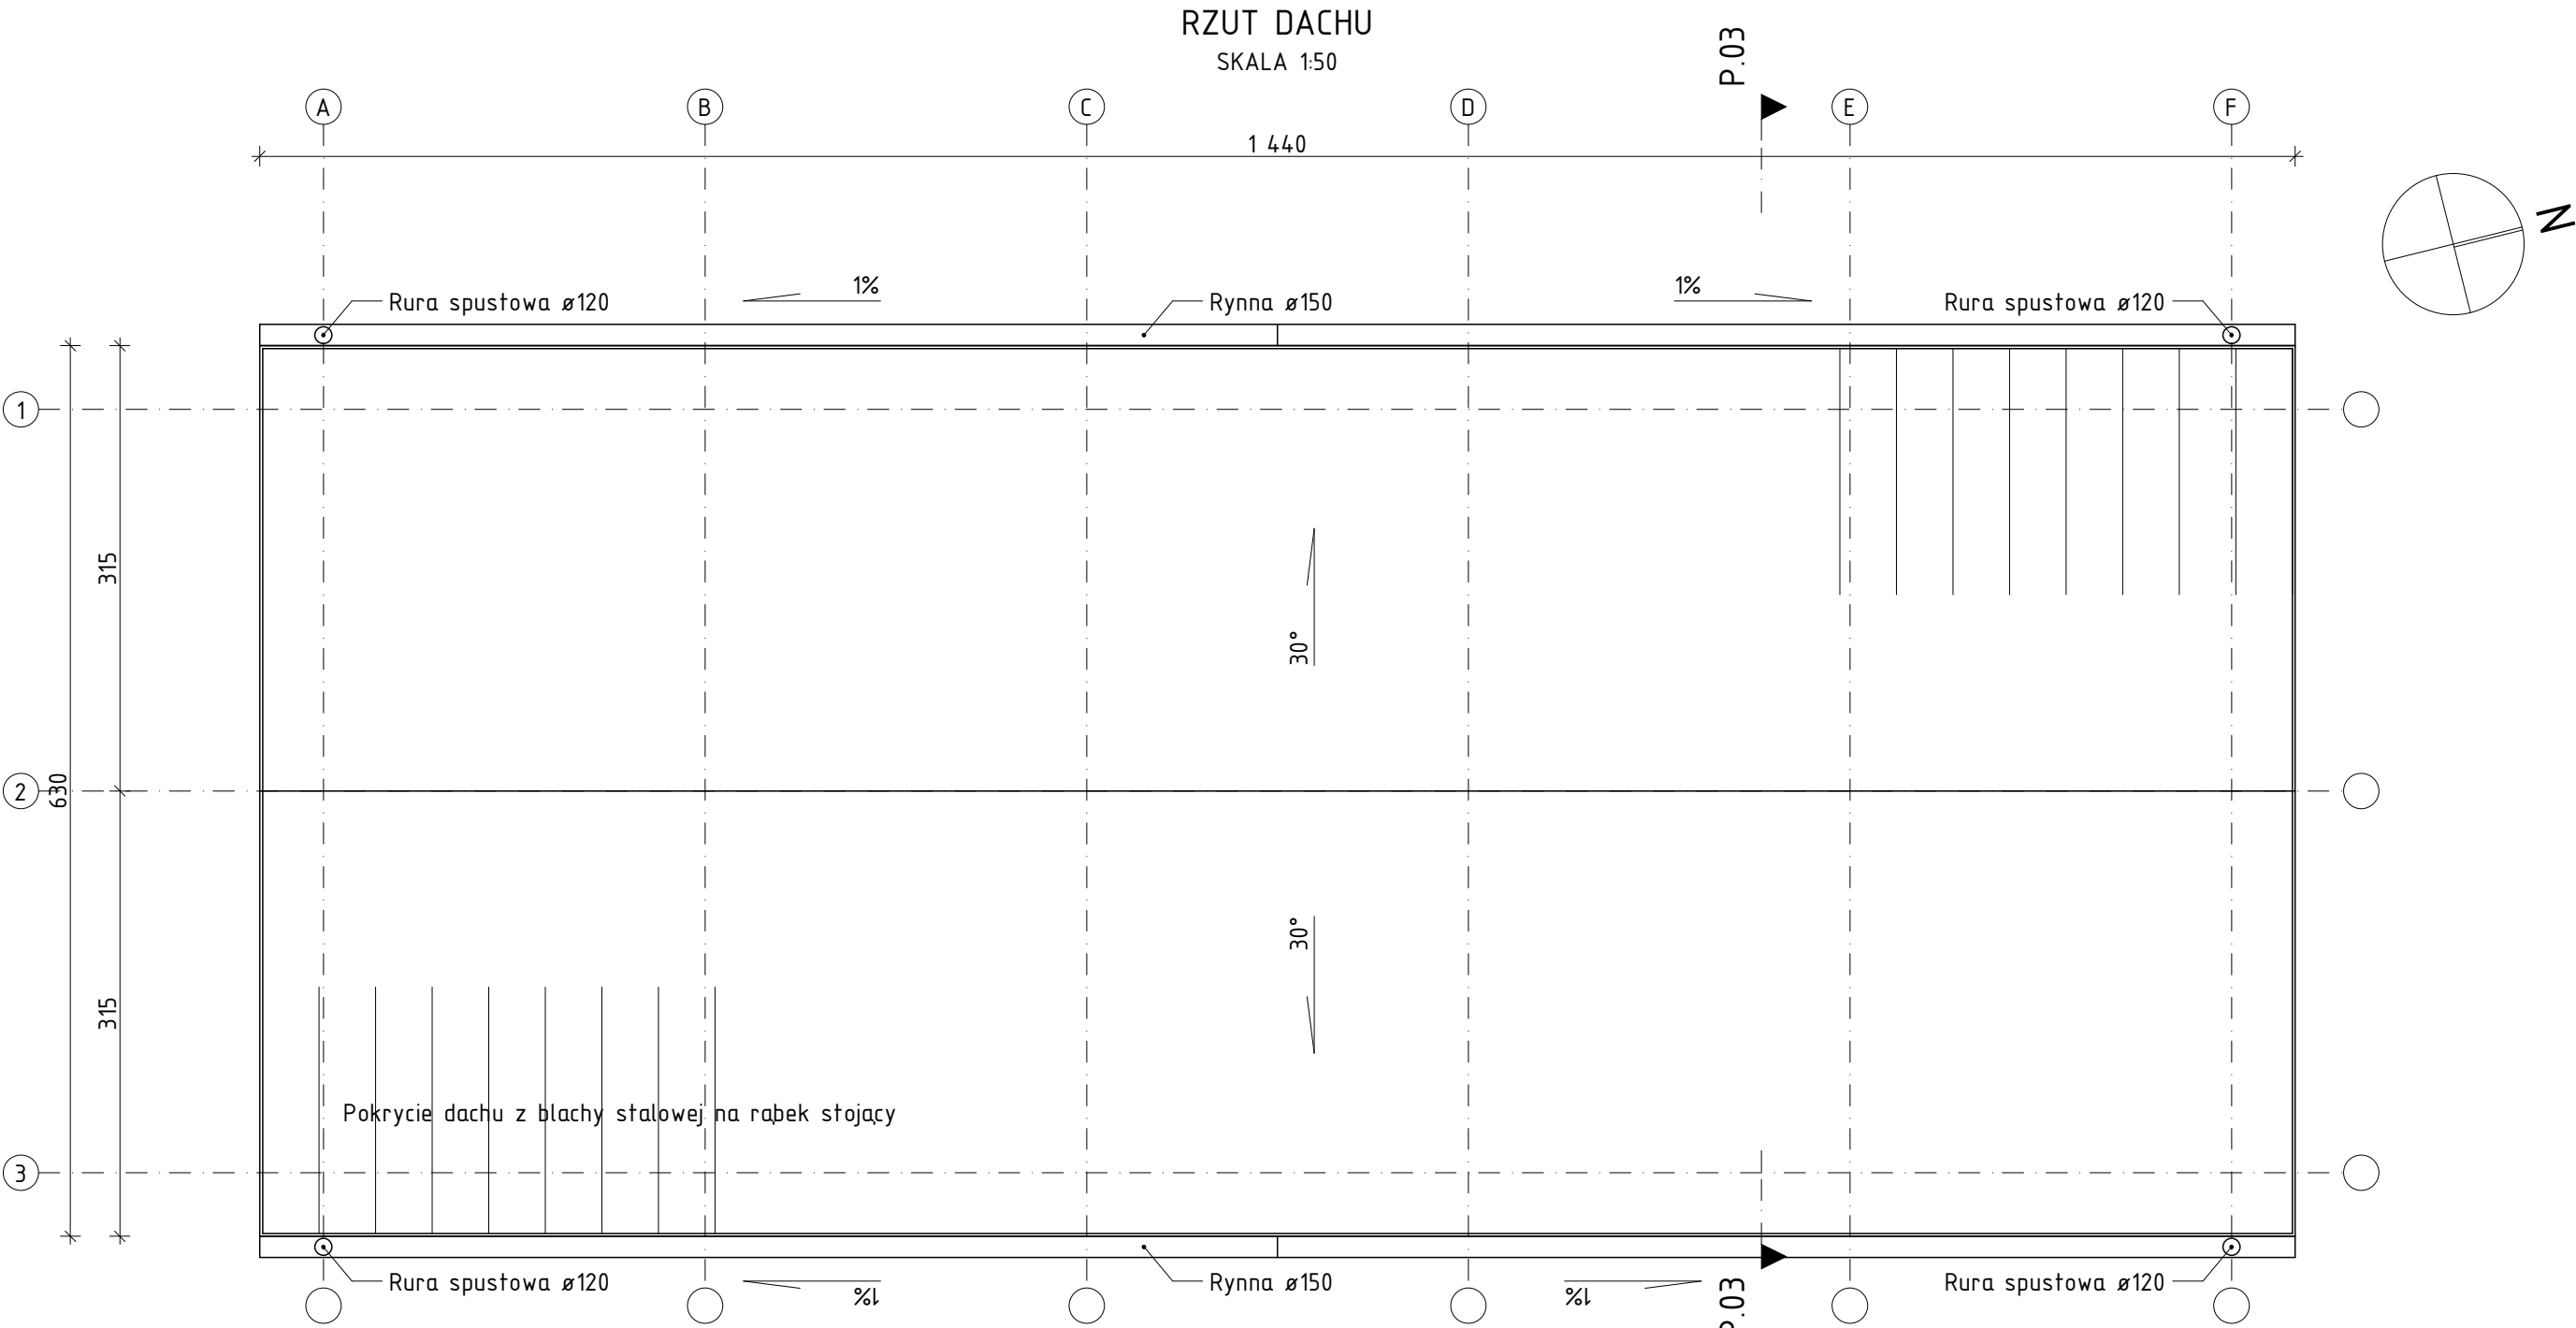 RZUT DACHU
SKALA 1:50
P.03
A B C D E F
1 440
N
1% 1%
Rura spustowa ø120 Rynna ø150 Rura spustowa ø120
1
315
30°
2
630
30°
315
Pokrycie dachu z blachy stalowej na rąbek stojący
3
Rura spustowa ø120 Rynna ø150 Rura spustowa ø120
1% 1%
P.03